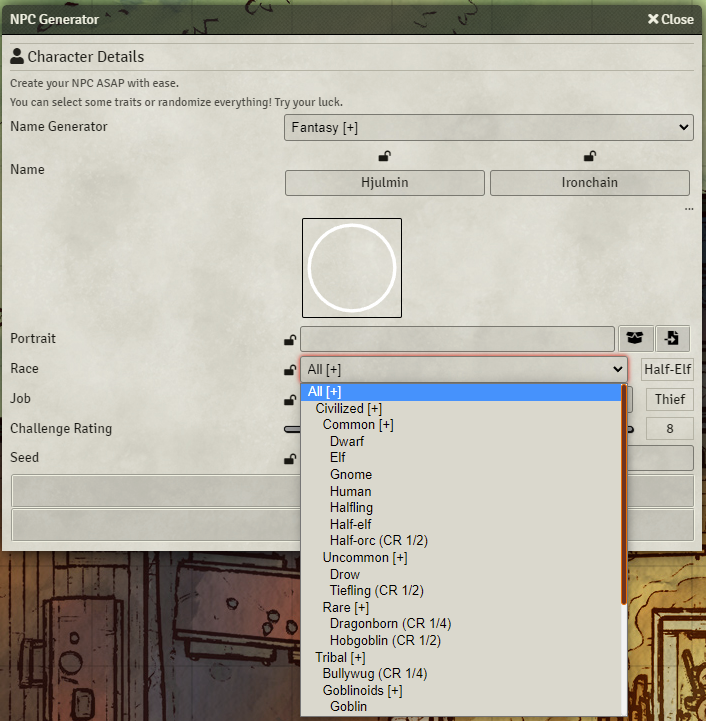 NPC Generator
Close
Character Details
Create your NPC ASAP with ease.
You can select some traits or randomize everything! Try your luck.
Name Generator
Fantasy [+]
Name
Hjulmin
Ironchain
...
Portrait
Race
All [+]
Half-Elf
Job
Thief
Challenge Rating
8
Seed
All [+]
Civilized [+]
Common [+]
Dwarf
Elf
Gnome
Human
Halfling
Half-elf
Half-orc (CR 1/2)
Uncommon [+]
Drow
Tiefling (CR 1/2)
Rare [+]
Dragonborn (CR 1/4)
Hobgoblin (CR 1/2)
Tribal [+]
Bullywug (CR 1/4)
Goblinoids [+]
Goblin